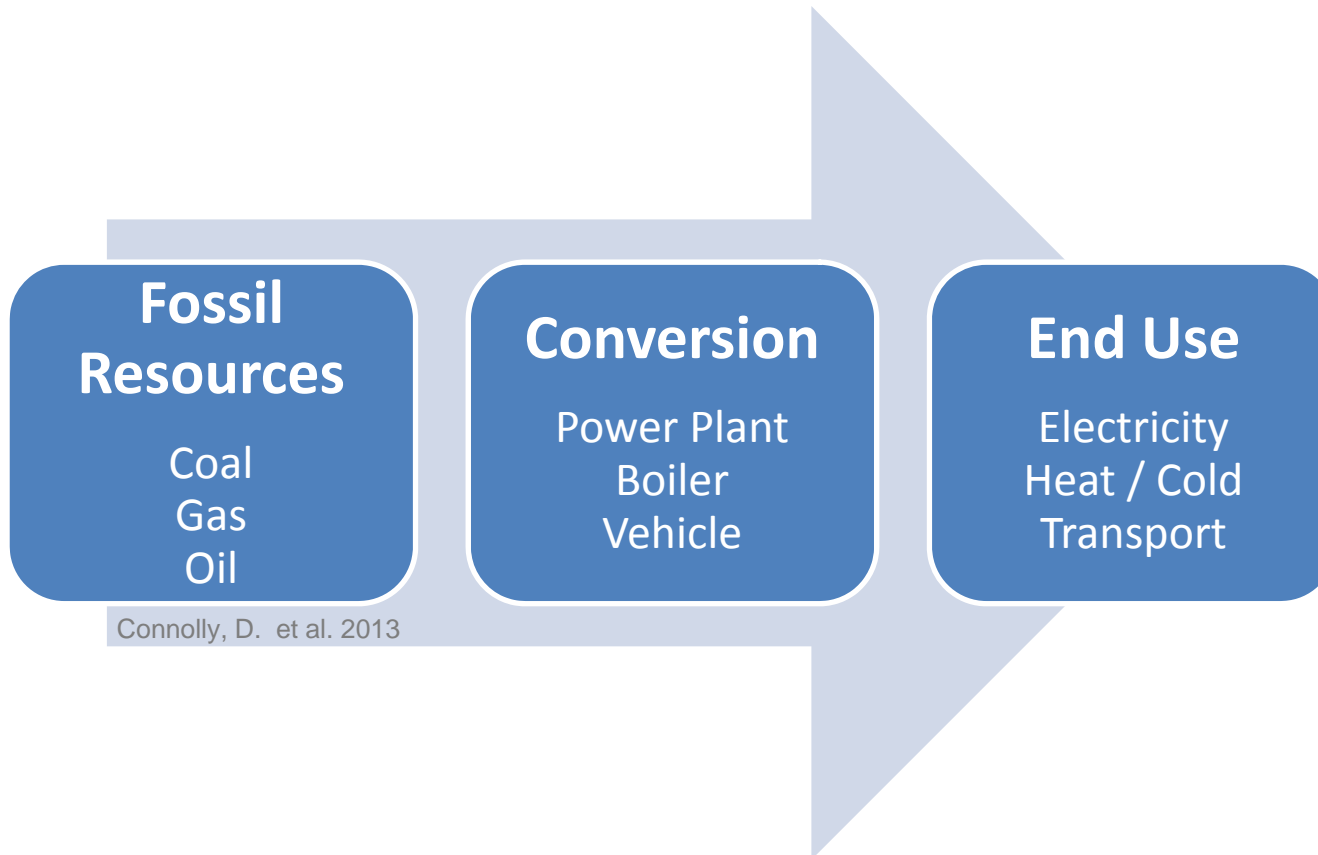 Fossil
Resources
Coal
Gas
Oil
Conversion
Power Plant
Boiler
Vehicle
End Use
Electricity
Heat / Cold
Transport
Connolly, D.  et al. 2013